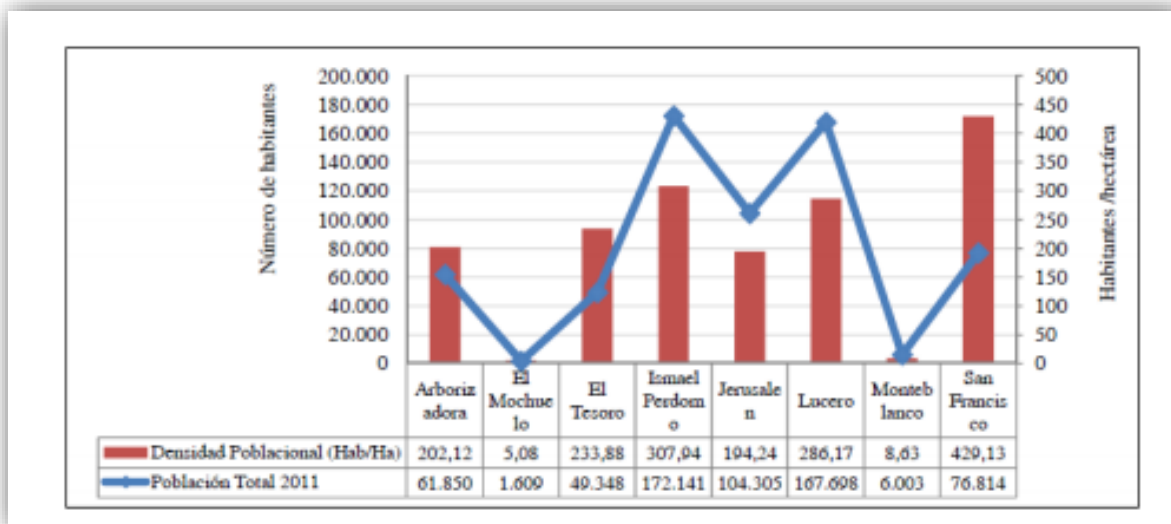 Número de habitantes
200.000
180.000
160.000
140.000
120.000
100.000
80.000
60.000
40.000
20.000
0
500
450
400
350
300
250
200
150
100
50
0
Habitantes /hectárea
Arboriz
adora
El
Mochue
lo
El
Tesoro
Ismael
Perdom
o
Jerusale
n
Lucero
Monteb
lanco
San
Francis
co
Densidad Poblacional (Hab/Ha) 202,12 5,08 233,88 307,94 194,24 286,17 8,63 429,13
Población Total 2011 61.850 1.609 49.348 172.141 104.305 167.698 6.003 76.814